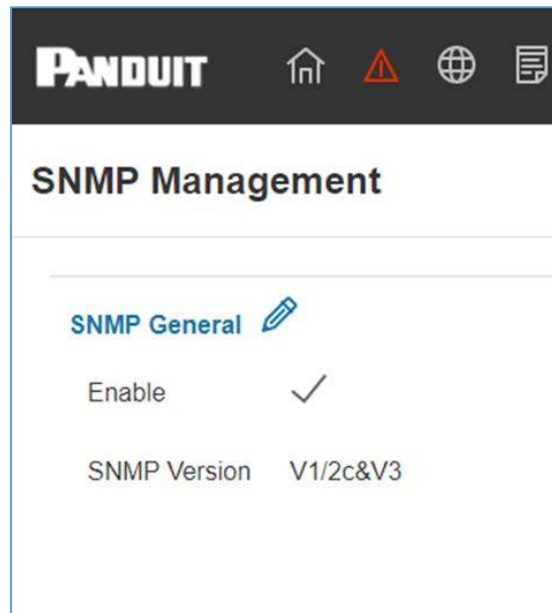 PANDUIT
SNMP Management
SNMP General
Enable
SNMP Version V1/2c&V3